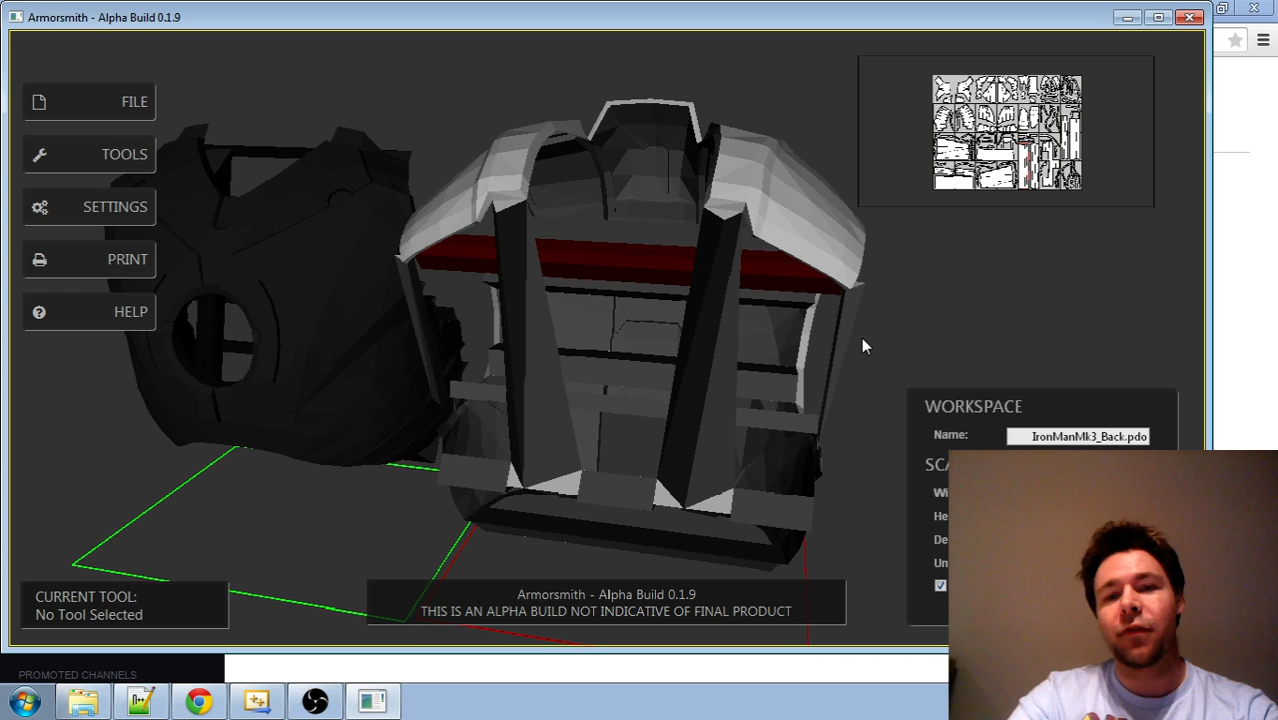 Armorsmith - Alpha Build 0.1.9
FILE
TOOLS
SETTINGS
PRINT
HELP
WORKSPACE
Name: IronManMk3_Back.pdo
CURRENT TOOL:
No Tool Selected
Armorsmith - Alpha Build 0.1.9
THIS IS AN ALPHA BUILD NOT INDICATIVE OF FINAL PRODUCT
PROMOTED CHANNELS